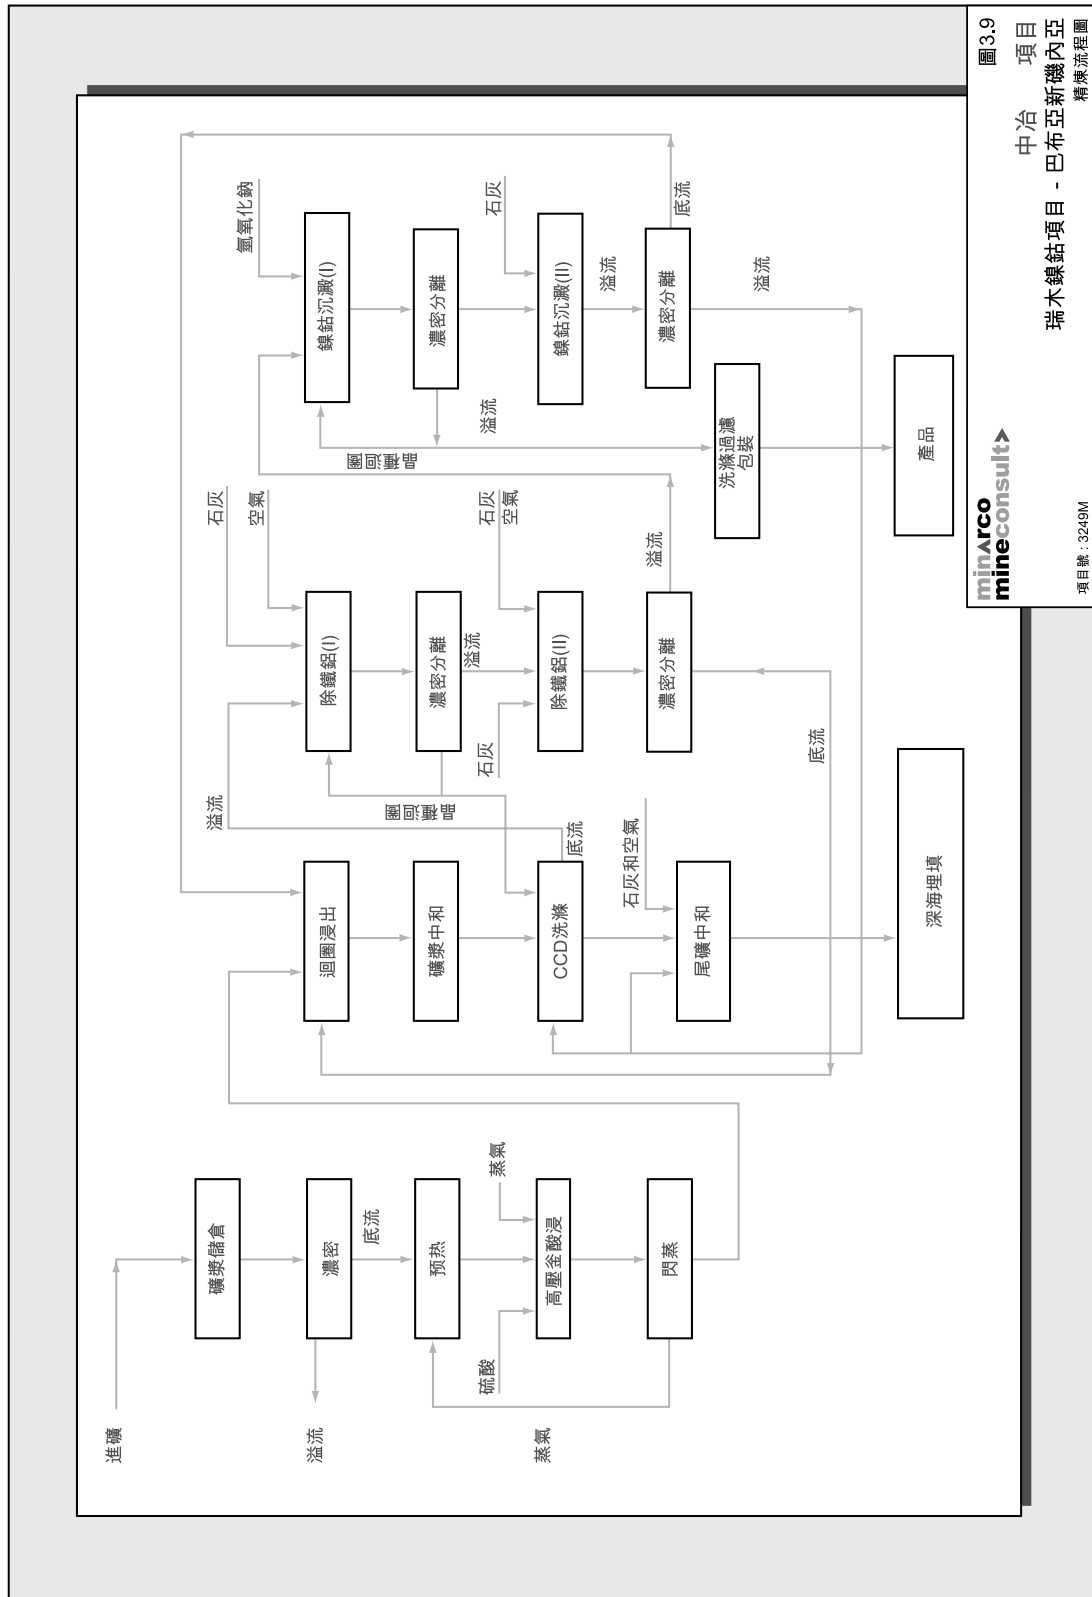 進礦
礦漿儲倉
溢流
濃密
底流
预热
蒸氣
硫酸
高壓釜酸浸
蒸氣
閃蒸
迴圈浸出
礦漿中和
CCD洗滌
底流
石灰和空氣
尾礦中和
深海埋填
溢流
石灰
空氣
除鐵鋁(I)
濃密分離
溢流
晶種迴圈
石灰
石灰
空氣
除鐵鋁(II)
濃密分離
溢流
底流
氫氧化鈉
鎳鈷沉澱(I)
濃密分離
溢流
晶種迴圈
石灰
鎳鈷沉澱(II)
溢流
濃密分離
底流
溢流
洗滌過濾
包裝
產品
minarco
mineconsult
項目號 : 3249M
圖3.9
中冶 項目
瑞木鎳鈷項目 - 巴布亞新磯內亞
精煉流程圖